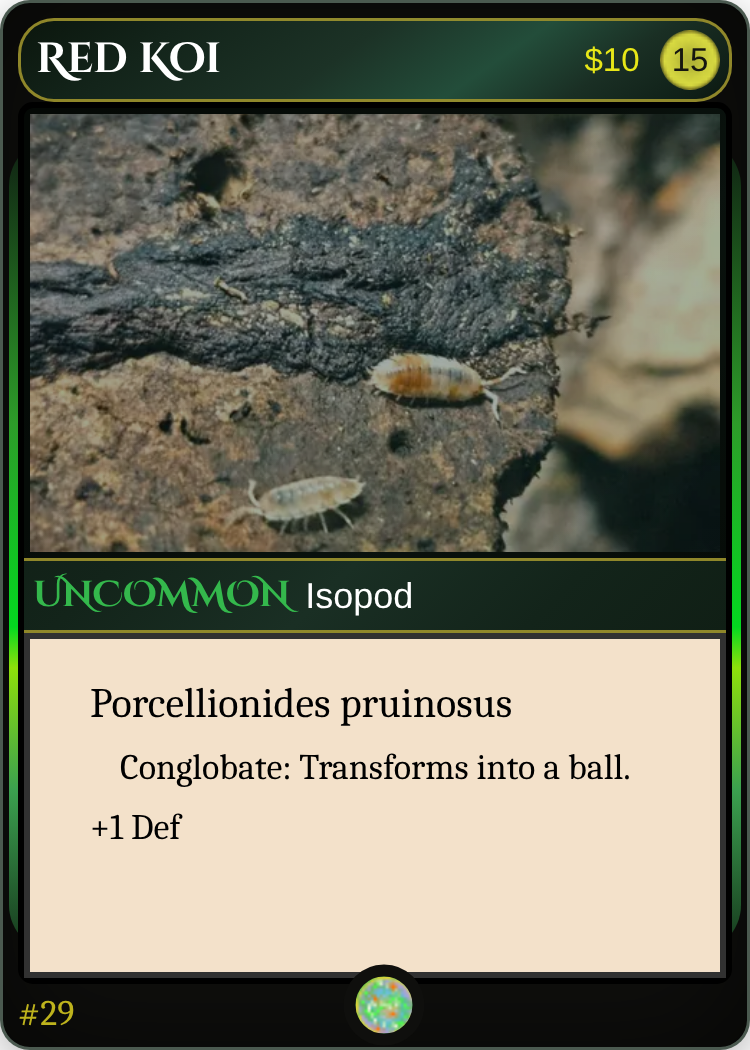 RED KOI $10 15
UNCOMMON Isopod
Porcellionides pruinosus
Conglobate: Transforms into a ball.
+1 Def
#29